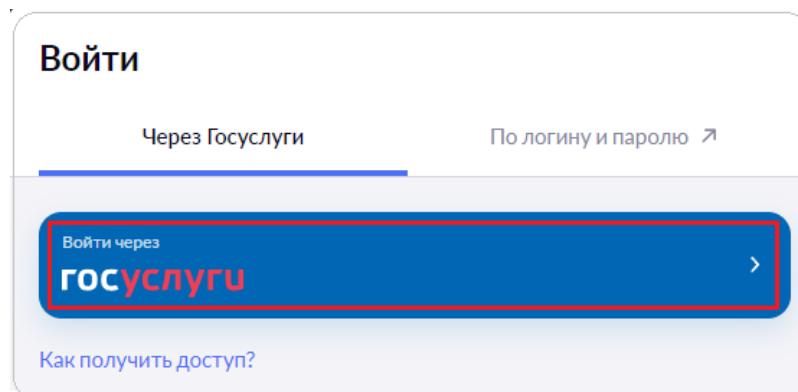 Войти
Через Госуслуги
По логину и паролю ↗
Войти через
госуслуги
Как получить доступ?